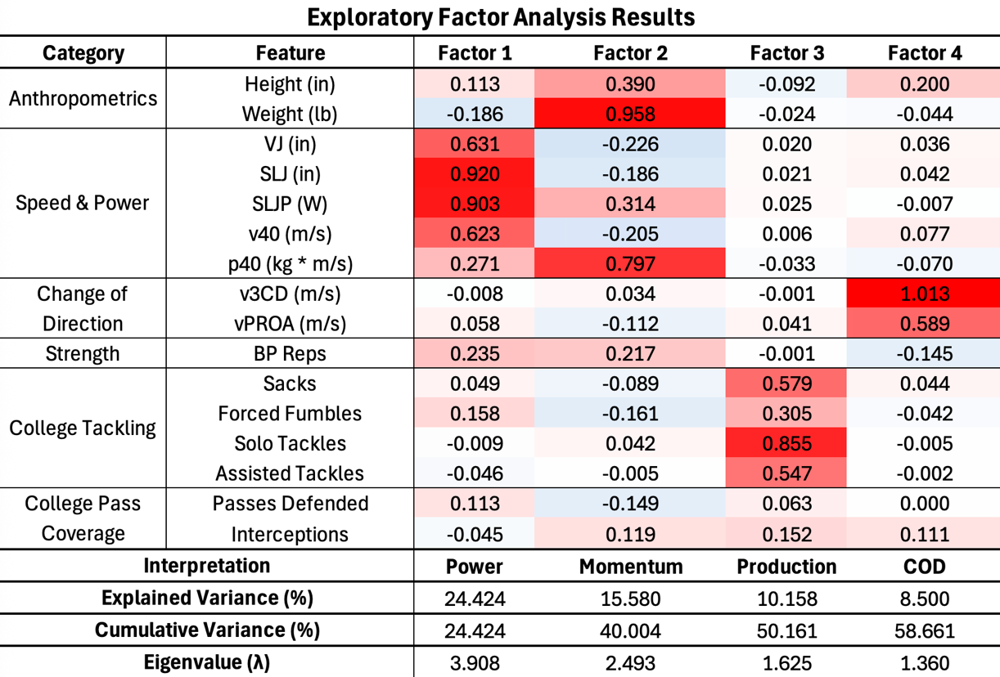 Exploratory Factor Analysis Results
Category Feature Factor 1 Factor 2 Factor 3 Factor 4
Anthropometrics Height (in) 0.113 0.390 -0.092 0.200
Weight (lb) -0.186 0.958 -0.024 -0.044
Speed & Power VJ (in) 0.631 -0.226 0.020 0.036
SLJ (in) 0.920 -0.186 0.021 0.042
SLJP (W) 0.903 0.314 0.025 -0.007
v40 (m/s) 0.623 -0.205 0.006 0.077
p40 (kg * m/s) 0.271 0.797 -0.033 -0.070
Change of v3CD (m/s) -0.008 0.034 -0.001 1.013
Direction vPROA (m/s) 0.058 -0.112 0.041 0.589
Strength BP Reps 0.235 0.217 -0.001 -0.145
College Tackling Sacks 0.049 -0.089 0.579 0.044
Forced Fumbles 0.158 -0.161 0.305 -0.042
Solo Tackles -0.009 0.042 0.855 -0.005
Assisted Tackles -0.046 -0.005 0.547 -0.002
College Pass Passes Defended 0.113 -0.149 0.063 0.000
Coverage Interceptions -0.045 0.119 0.152 0.111
Interpretation Power Momentum Production COD
Explained Variance (%) 24.424 15.580 10.158 8.500
Cumulative Variance (%) 24.424 40.004 50.161 58.661
Eigenvalue (λ) 3.908 2.493 1.625 1.360